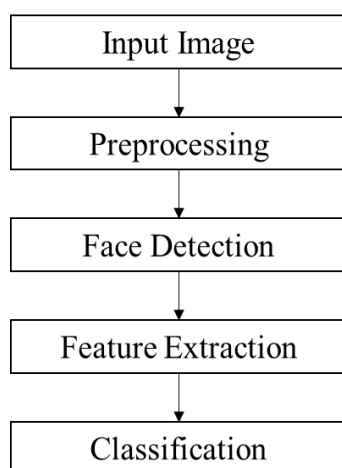 Input Image
Preprocessing
Face Detection
Feature Extraction
Classification